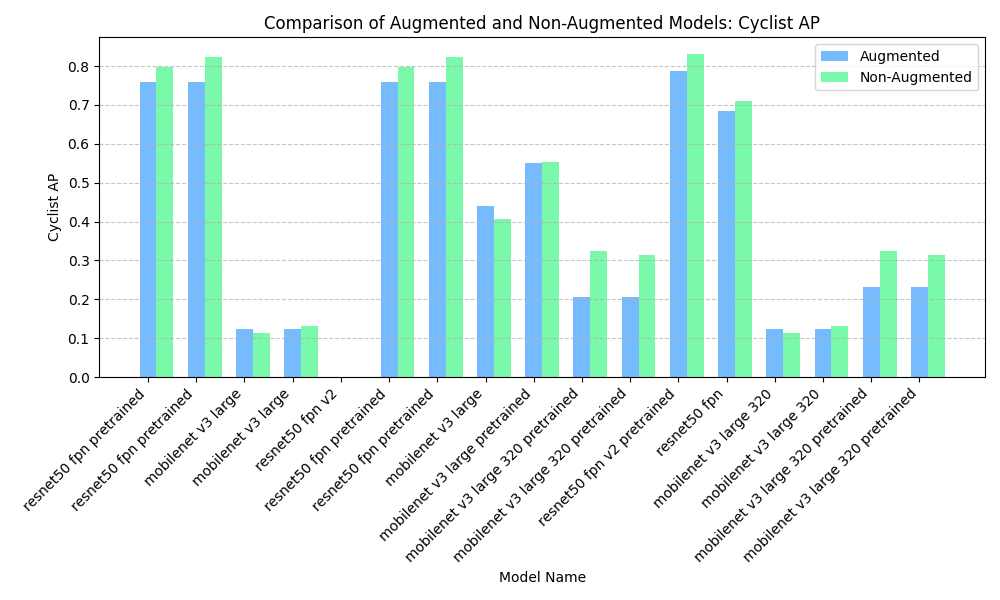 Comparison of Augmented and Non-Augmented Models: Cyclist AP
Augmented
Non-Augmented
Cyclist AP
0.8
0.7
0.6
0.5
0.4
0.3
0.2
0.1
0.0
resnet50 fpn pretrained
resnet50 fpn pretrained
mobilenet v3 large
mobilenet v3 large
resnet50 fpn v2
resnet50 fpn pretrained
resnet50 fpn pretrained
mobilenet v3 large
mobilenet v3 large pretrained
mobilenet v3 large 320 pretrained
mobilenet v3 large 320 pretrained
resnet50 fpn v2 pretrained
resnet50 fpn
mobilenet v3 large 320
mobilenet v3 large 320
mobilenet v3 large 320 pretrained
mobilenet v3 large 320 pretrained
Model Name